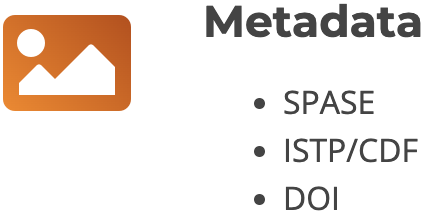 Metadata
• SPASE
• ISTP/CDF
• DOI